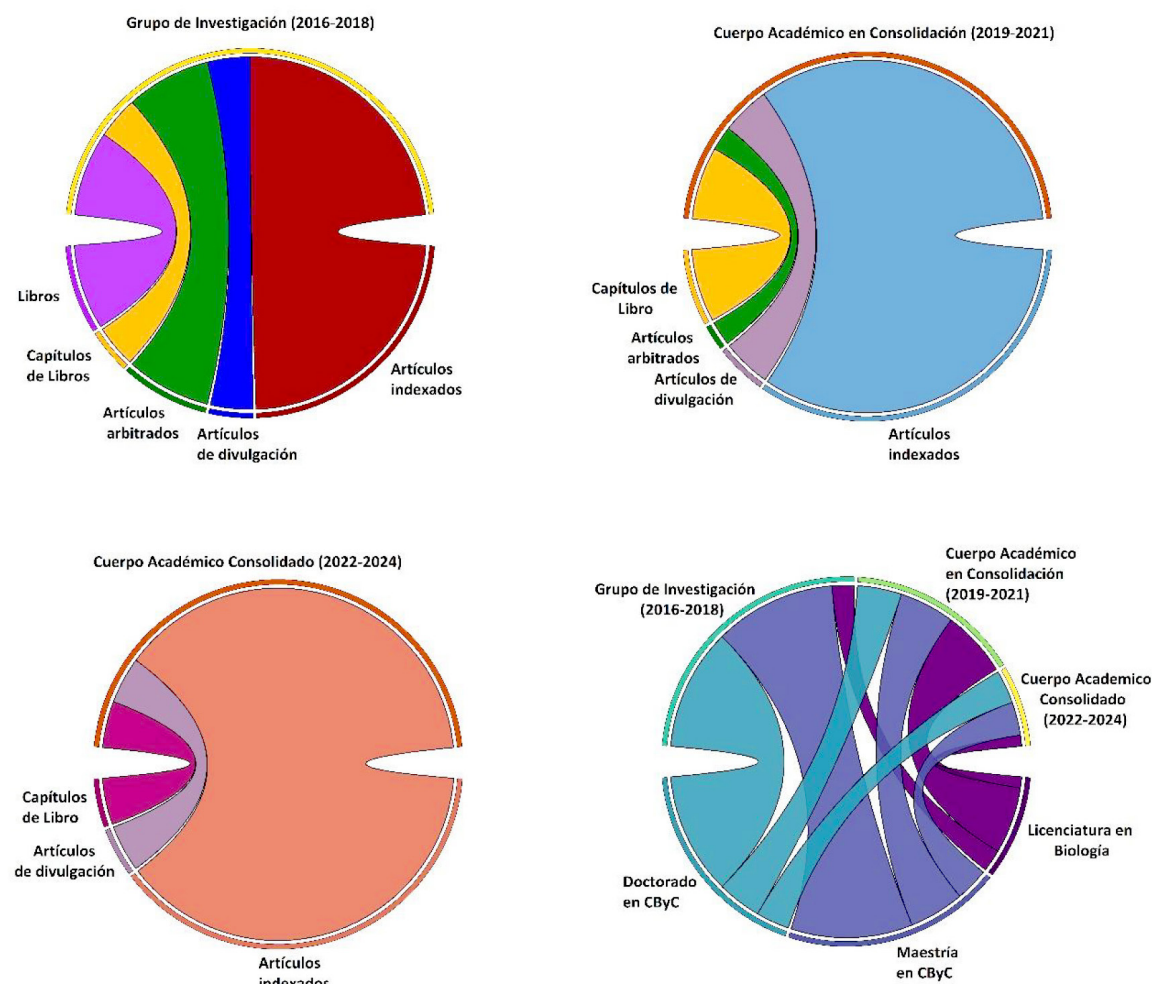 Grupo de Investigación (2016-2018)
Libros
Capítulos
de Libros
Artículos
arbitrados
Artículos
de divulgación
Artículos
indexados
Cuerpo Académico en Consolidación (2019-2021)
Capítulos de
Libro
Artículos
arbitrados
Artículos de
divulgación
Artículos
indexados
Cuerpo Académico Consolidado (2022-2024)
Capítulos
de Libro
Artículos
de divulgación
Artículos
indexados
Grupo de Investigación
(2016-2018)
Cuerpo Académico
en Consolidación
(2019-2021)
Cuerpo Academico
Consolidado
(2022-2024)
Licenciatura en
Biología
Doctorado
en CByC
Maestría
en CByC